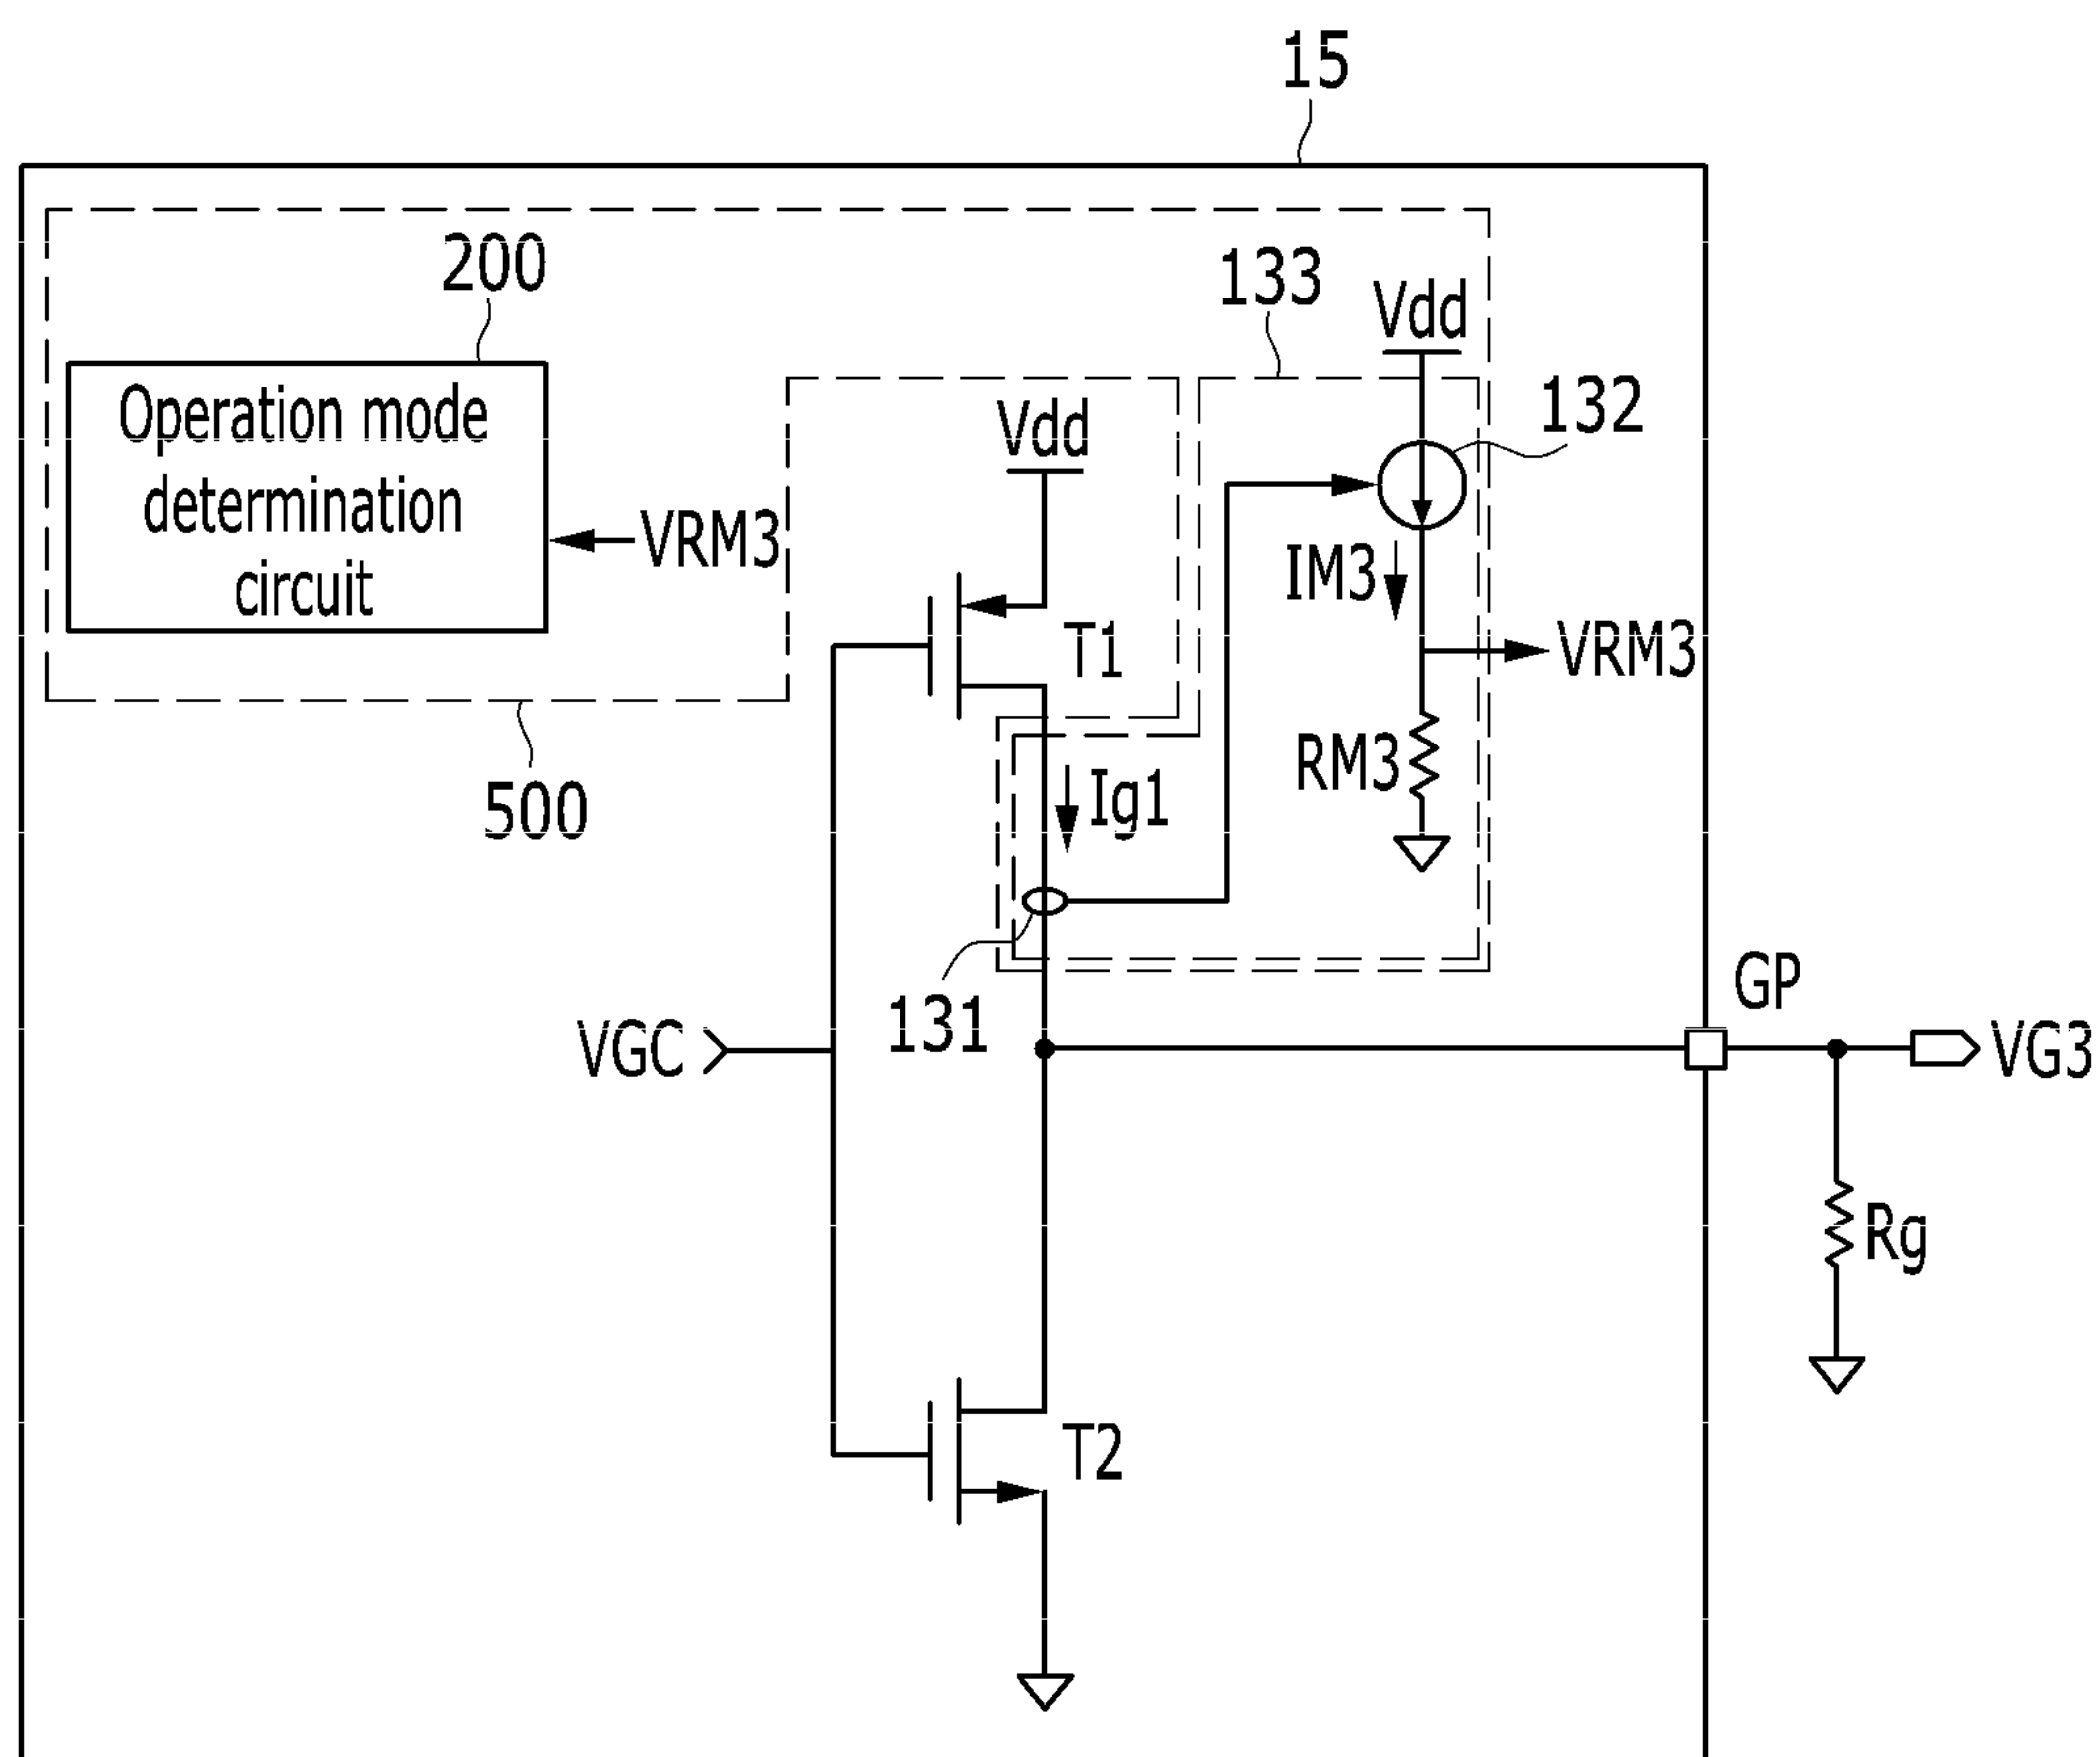 15
200
133
Vdd
132
Operation mode
determination
circuit
Vdd
VRM3
IM3
T1
VRM3
RM3
Ig1
500
131
GP
VGC
VG3
Rg
T2